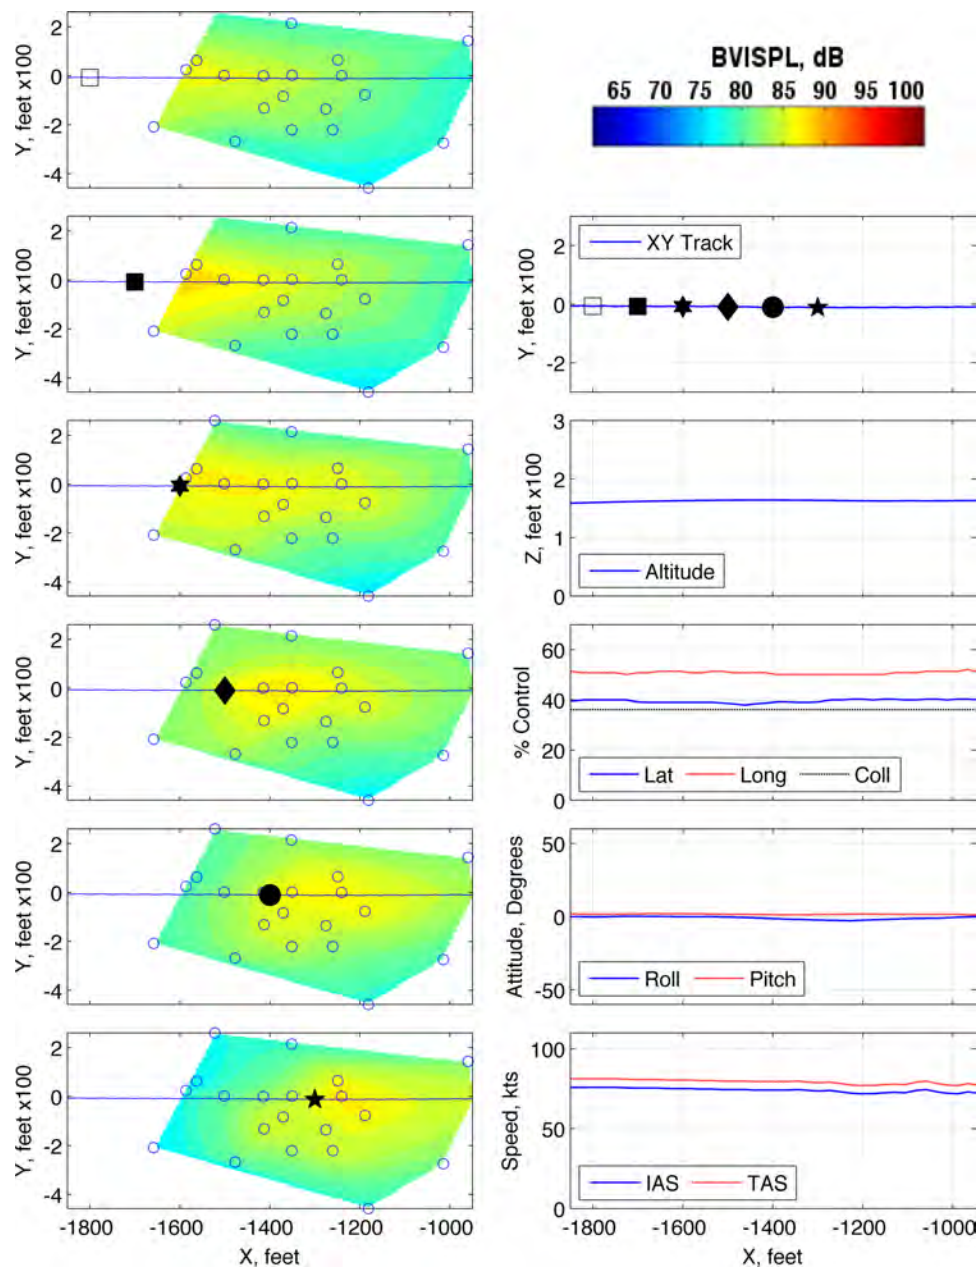 BVISPL, dB
65 70 75 80 85 90 95 100
Y, feet x100
2
0
-2
-4
Y, feet x100
2
0
-2
-4
Y, feet x100
2
0
-2
XY Track
Y, feet x100
2
0
-2
-4
Z, feet x100
3
2
1
0
Altitude
Y, feet x100
2
0
-2
-4
% Control
60
40
20
0
Lat Long Coll
Y, feet x100
2
0
-2
-4
Attitude, Degrees
50
0
-50
Roll Pitch
Y, feet x100
2
0
-2
-4
-1800 -1600 -1400 -1200 -1000
X, feet
Speed, kts
100
50
0
IAS TAS
-1800 -1600 -1400 -1200 -1000
X, feet